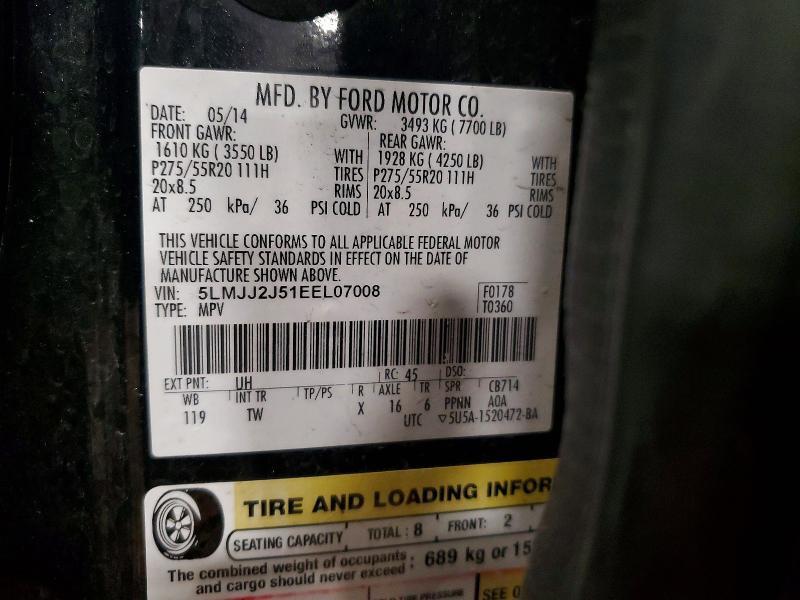 MFD. BY FORD MOTOR CO.
DATE: 05/14 GVWR: 3493 KG ( 7700 LB)
FRONT GAWR: REAR GAWR:
1610 KG ( 3550 LB) WITH 1928 KG ( 4250 LB) WITH
P275/55R20 111H TIRES P275/55R20 111H TIRES
20x8.5 RIMS 20x8.5 RIMS
AT 250 kPa/ 36 PSI COLD AT 250 kPa/ 36 PSI COLD
THIS VEHICLE CONFORMS TO ALL APPLICABLE FEDERAL MOTOR
VEHICLE SAFETY STANDARDS IN EFFECT ON THE DATE OF
MANUFACTURE SHOWN ABOVE.
VIN: 5LMJJ2J51EEL07008 F0178
TYPE: MPV T0360
EXT PNT: UH RC: 45 DSO:
WB INT TR TP/PS R AXLE TR SPR CB714
119 TW X 16 6 PPNN AOA
UTC ▽5U5A-1520472-BA
TIRE AND LOADING INFOR
SEATING CAPACITY TOTAL : 8 FRONT: 2
The combined weight of occupants
and cargo should never exceed : 689 kg or 15
TIRE PRESSURE SEE O